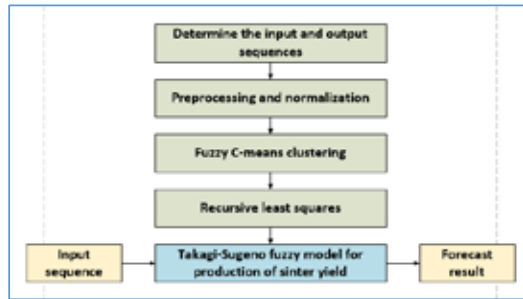 Determine the input and output
sequences
Preprocessing and normalization
Fuzzy C-means clustering
Recursive least squares
Input
sequence
Takagi-Sugeno fuzzy model for
production of sinter yield
Forecast
result